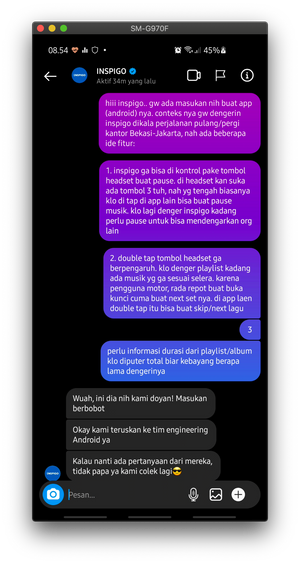 SM-G970F
08.54
45%
INSPIGO
Aktif 34m yang lalu
hiii inspigo.. gw ada masukan nih buat app
(android) nya. conteks nya gw dengerin
inspigo dikala perjalanan pulang/pergi
kantor Bekasi-Jakarta, nah ada beberapa
ide fitur:
1. inspigo ga bisa di kontrol pake tombol
headset buat pause. di headset kan suka
ada tombol 3 tuh, nah yg tengah biasanya
klo di tap di app lain bisa buat pause
musik. klo lagi denger inspigo kadang
perlu pause untuk bisa mendengarkan org
lain
2. double tap tombol headset ga
berpengaruh. klo denger playlist kadang
ada musik yg ga sesuai selera. karena
pengguna motor, rada repot buat buka
kunci cuma buat next set nya. di app laen
double tap itu bisa buat skip/next lagu
3
perlu informasi durasi dari playlist/album
klo diputer total biar kebayang berapa
lama dengerinya
Wuah, ini dia nih kami doyan! Masukan
berbobot
Okay kami teruskan ke tim engineering
Android ya
Kalau nanti ada pertanyaan dari mereka,
tidak papa ya kami colek lagi😎
Pesan...